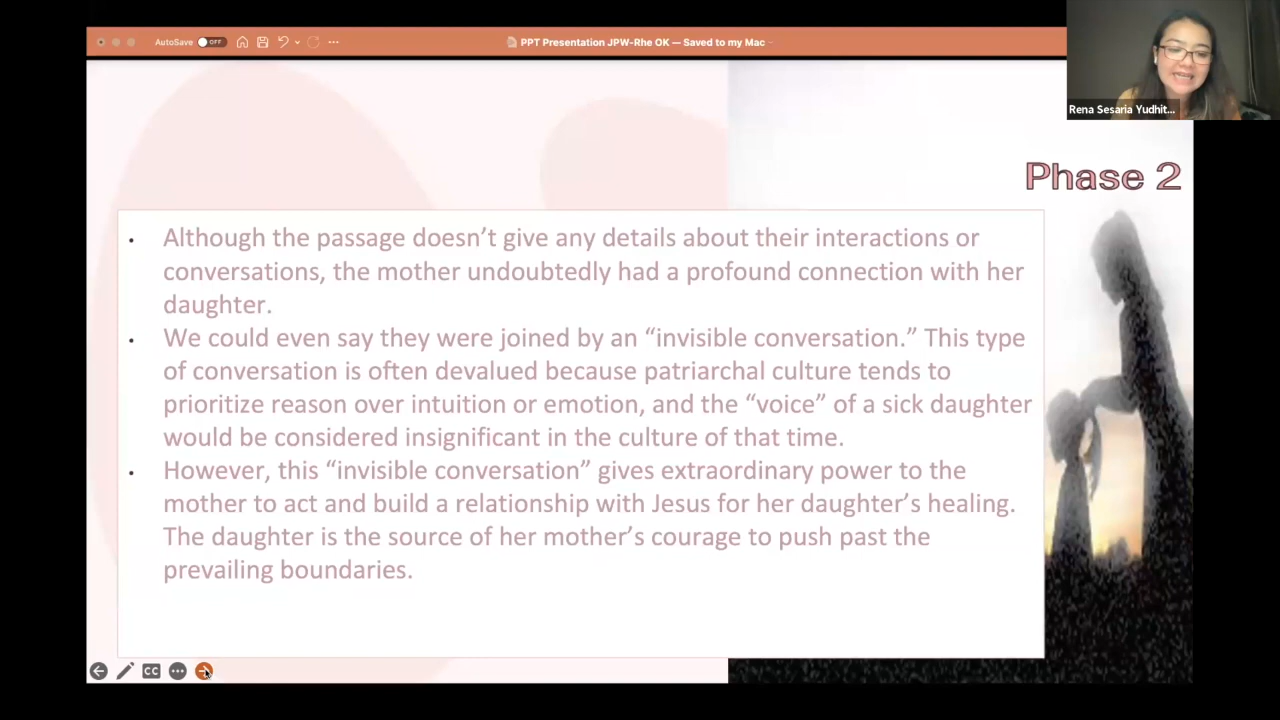 AutoSave OFF
PPT Presentation JPW-Rhe OK — Saved to my Mac
Rena Sesaria Yudhit...
Phase 2
• Although the passage doesn’t give any details about their interactions or
conversations, the mother undoubtedly had a profound connection with her
daughter.
• We could even say they were joined by an “invisible conversation.” This type
of conversation is often devalued because patriarchal culture tends to
prioritize reason over intuition or emotion, and the “voice” of a sick daughter
would be considered insignificant in the culture of that time.
• However, this “invisible conversation” gives extraordinary power to the
mother to act and build a relationship with Jesus for her daughter’s healing.
The daughter is the source of her mother’s courage to push past the
prevailing boundaries.
CC